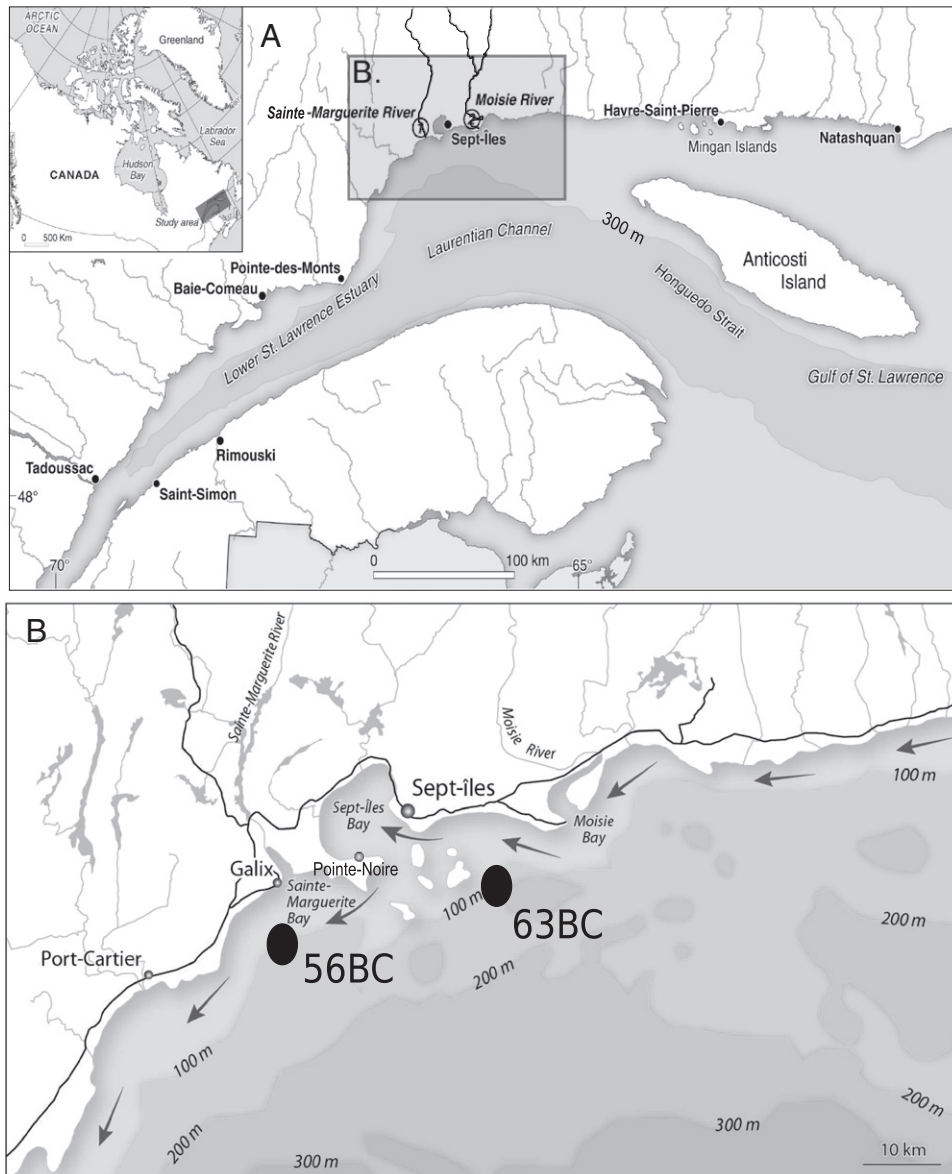 ARCTIC
OCEAN
Greenland
Labrador
Sea
Hudson
Bay
CANADA
Study area
0 500 Km
A
B.
Sainte-Marguerite River
Moisie River
1
2
Sept-Îles
Havre-Saint-Pierre
Mingan Islands
Natashquan
300 m
Laurentian Channel
Anticosti
Island
Honguedo Strait
Pointe-des-Monts
Baie-Comeau
Lower St. Lawrence Estuary
Gulf of St. Lawrence
Rimouski
Tadoussac
Saint-Simon
48°
70°
0 100 km
65°
B
Sainte-Marguerite River
Moisie River
100 m
Sept-îles
Sept-Îles
Bay
Moisie
Bay
Pointe-Noire
Galix
Sainte-
Marguerite
Bay
100 m
63BC
200 m
56BC
200 m
Port-Cartier
100 m
200 m
200 m
300 m
300 m
10 km